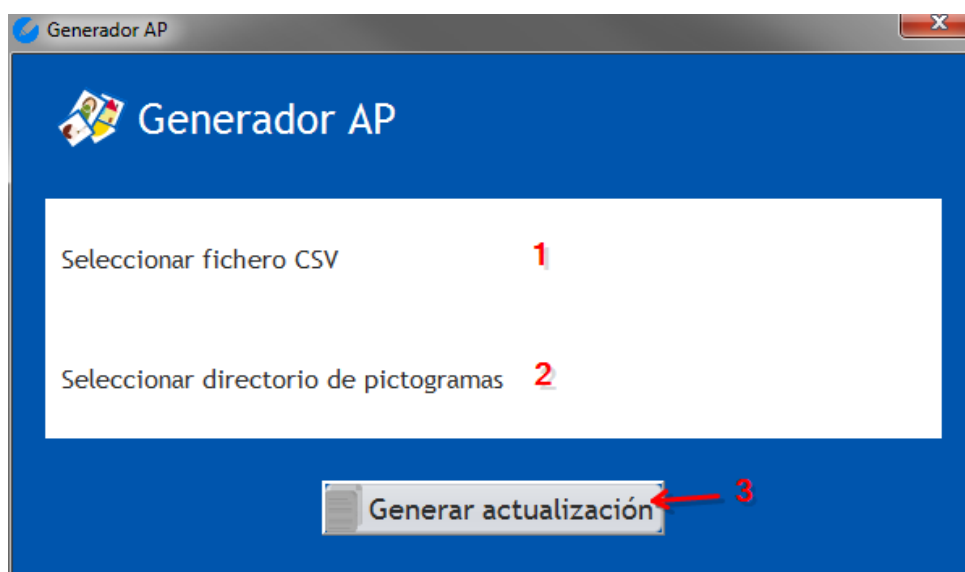 Generador AP
Generador AP
Seleccionar fichero CSV 1
Seleccionar directorio de pictogramas 2
Generar actualización 3